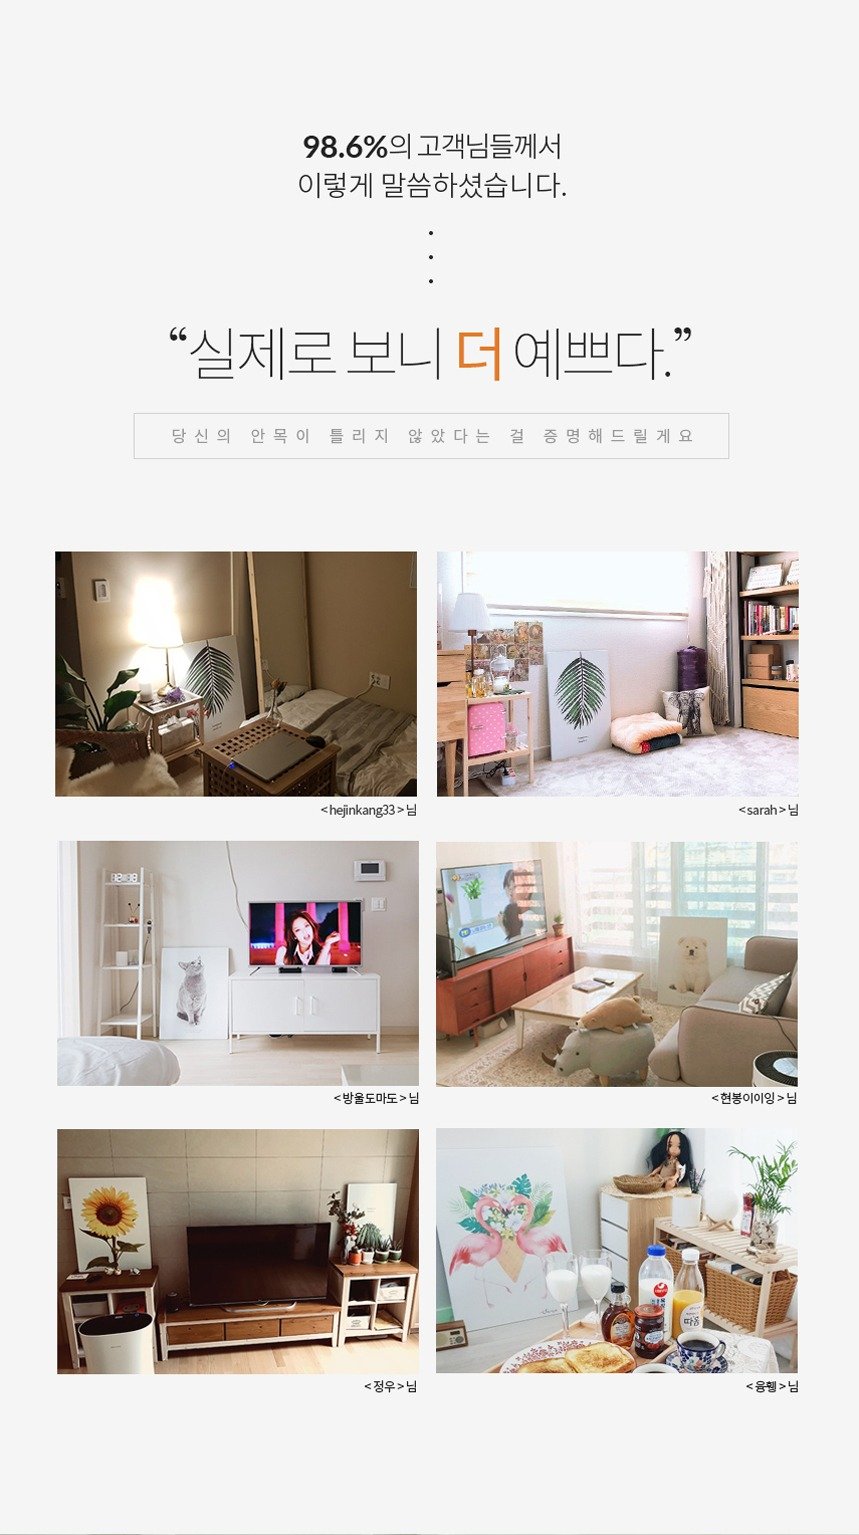 98.6%의 고객님들께서
이렇게 말씀하셨습니다.
“실제로 보니 더 예쁘다.”
당신의 안목이 틀리지 않았다는 걸 증명해드릴게요
<hejinkang33>님
<sarah>님
<방울도마도>님
<현봉이이잉>님
따옴
<정우>님
<융훵>님